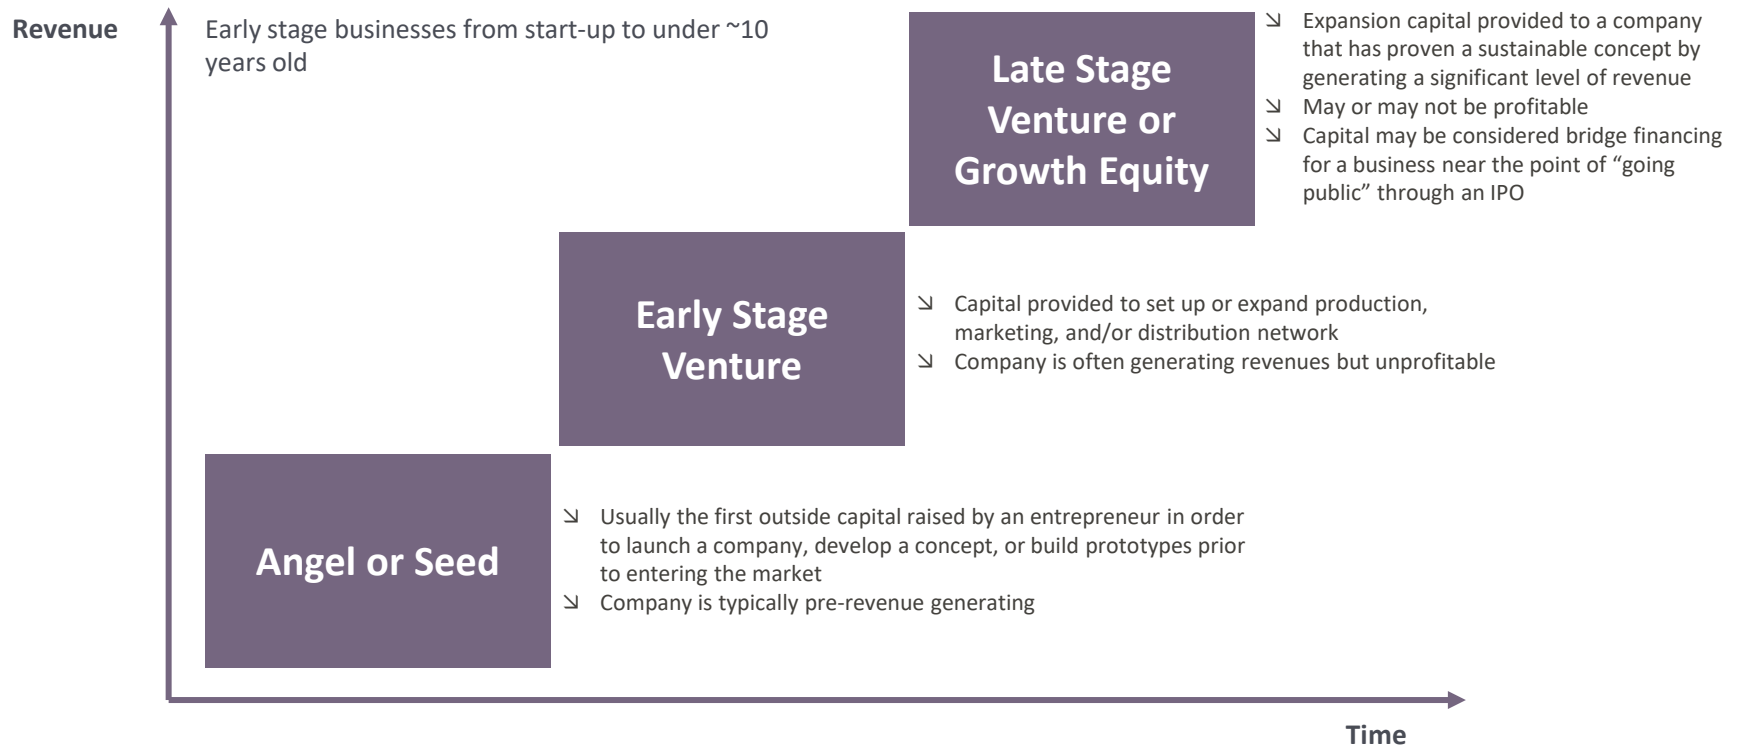 Revenue
Early stage businesses from start-up to under ~10
years old
Late Stage
Venture or
Growth Equity
↘ Expansion capital provided to a company
that has proven a sustainable concept by
generating a significant level of revenue
↘ May or may not be profitable
↘ Capital may be considered bridge financing
for a business near the point of “going
public” through an IPO
Early Stage
Venture
↘ Capital provided to set up or expand production,
marketing, and/or distribution network
↘ Company is often generating revenues but unprofitable
Angel or Seed
↘ Usually the first outside capital raised by an entrepreneur in order
to launch a company, develop a concept, or build prototypes prior
to entering the market
↘ Company is typically pre-revenue generating
Time